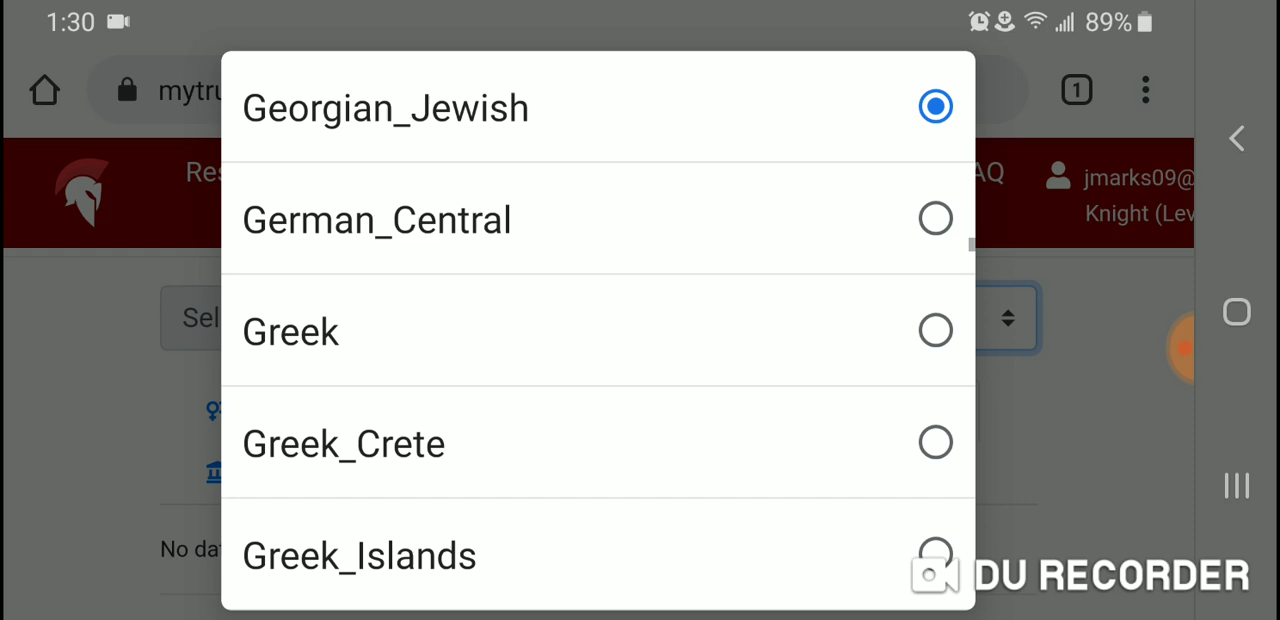 1:30 89%
mytru 1
Georgian_Jewish
German_Central
Greek
Greek_Crete
Greek_Islands
Res AQ jmarks09@
Knight (Lev
Sel
No da
DU RECORDER